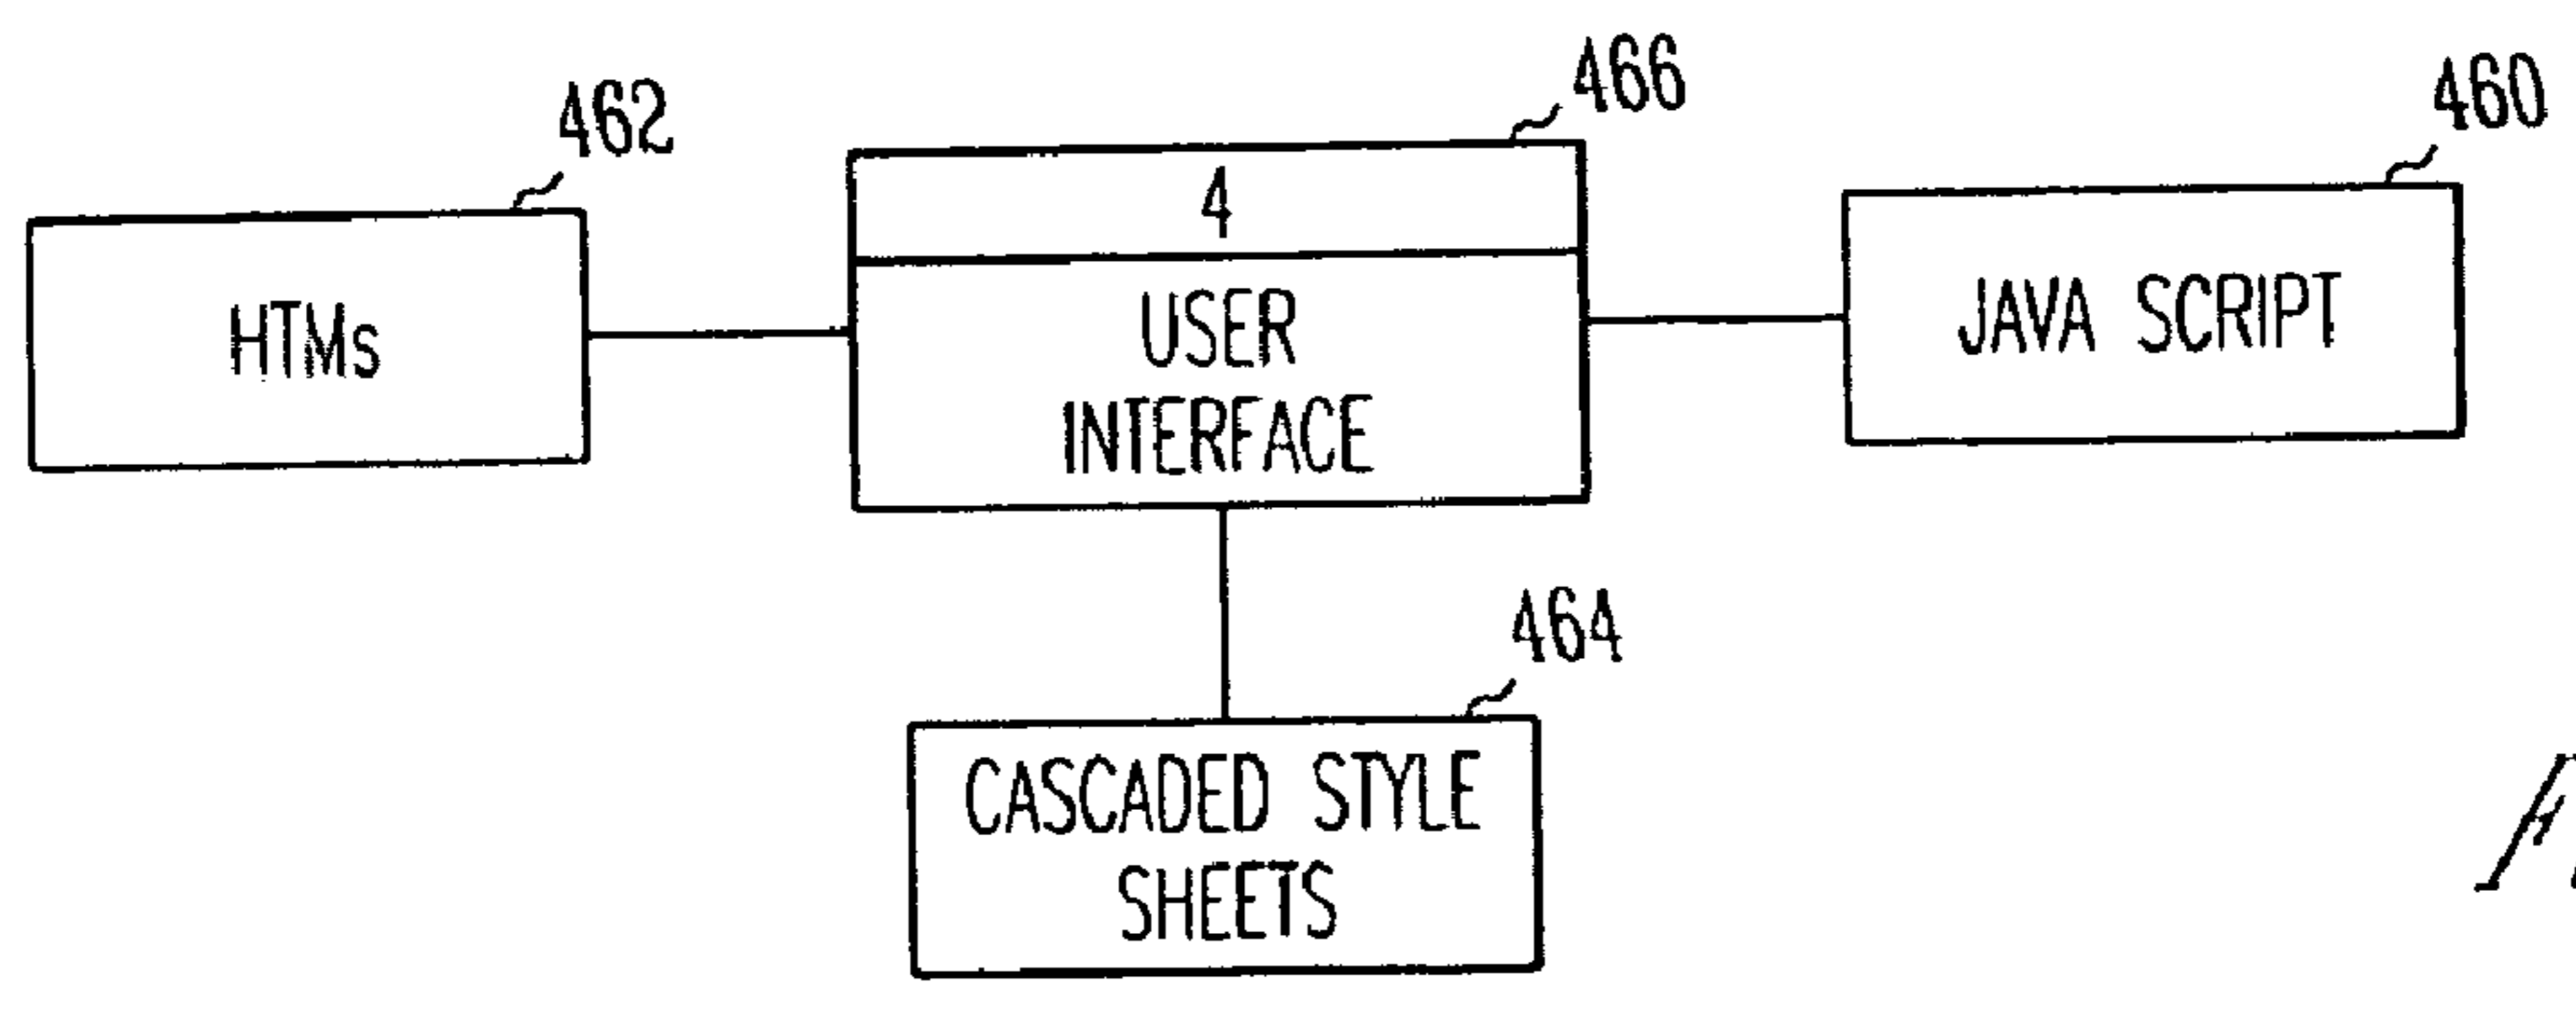 462
466
460
4
HTMs
USER
INTERFACE
JAVA SCRIPT
464
CASCADED STYLE
SHEETS